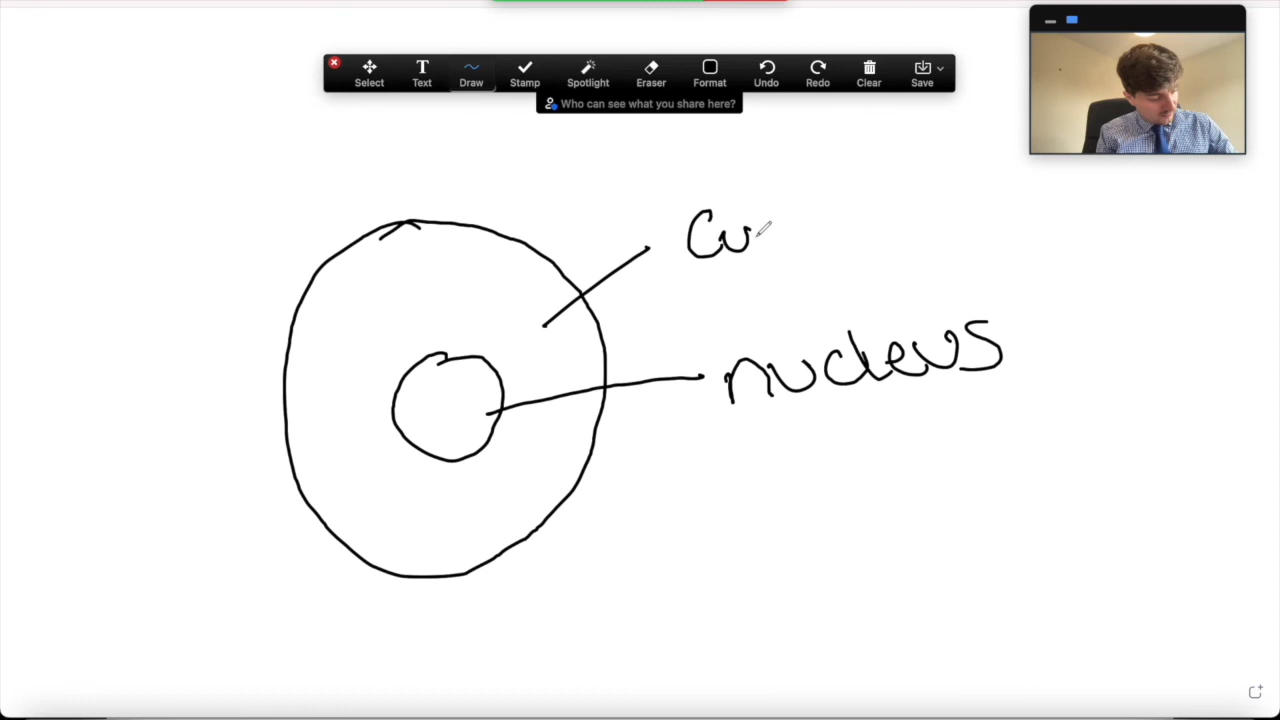 Select Text Draw Stamp Spotlight Eraser Format Undo Redo Clear Save
Who can see what you share here?
nucleus